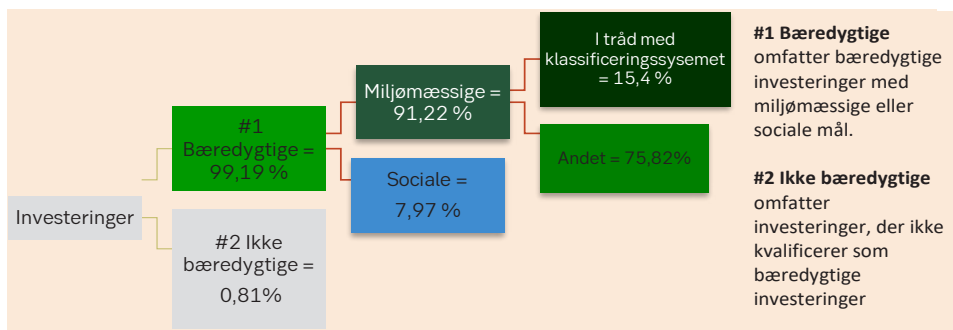 Investeringer
#1
Bæredygtige =
99,19 %
#2 Ikke
bæredygtige =
0,81%
Miljømæssige =
91,22 %
Sociale =
7,97 %
I tråd med
klassificeringssysemet
= 15,4 %
Andet = 75,82%
#1 Bæredygtige
omfatter bæredygtige
investeringer med
miljømæssige eller
sociale mål.
#2 Ikke bæredygtige
omfatter
investeringer, der ikke
kvalificerer som
bæredygtige
investeringer